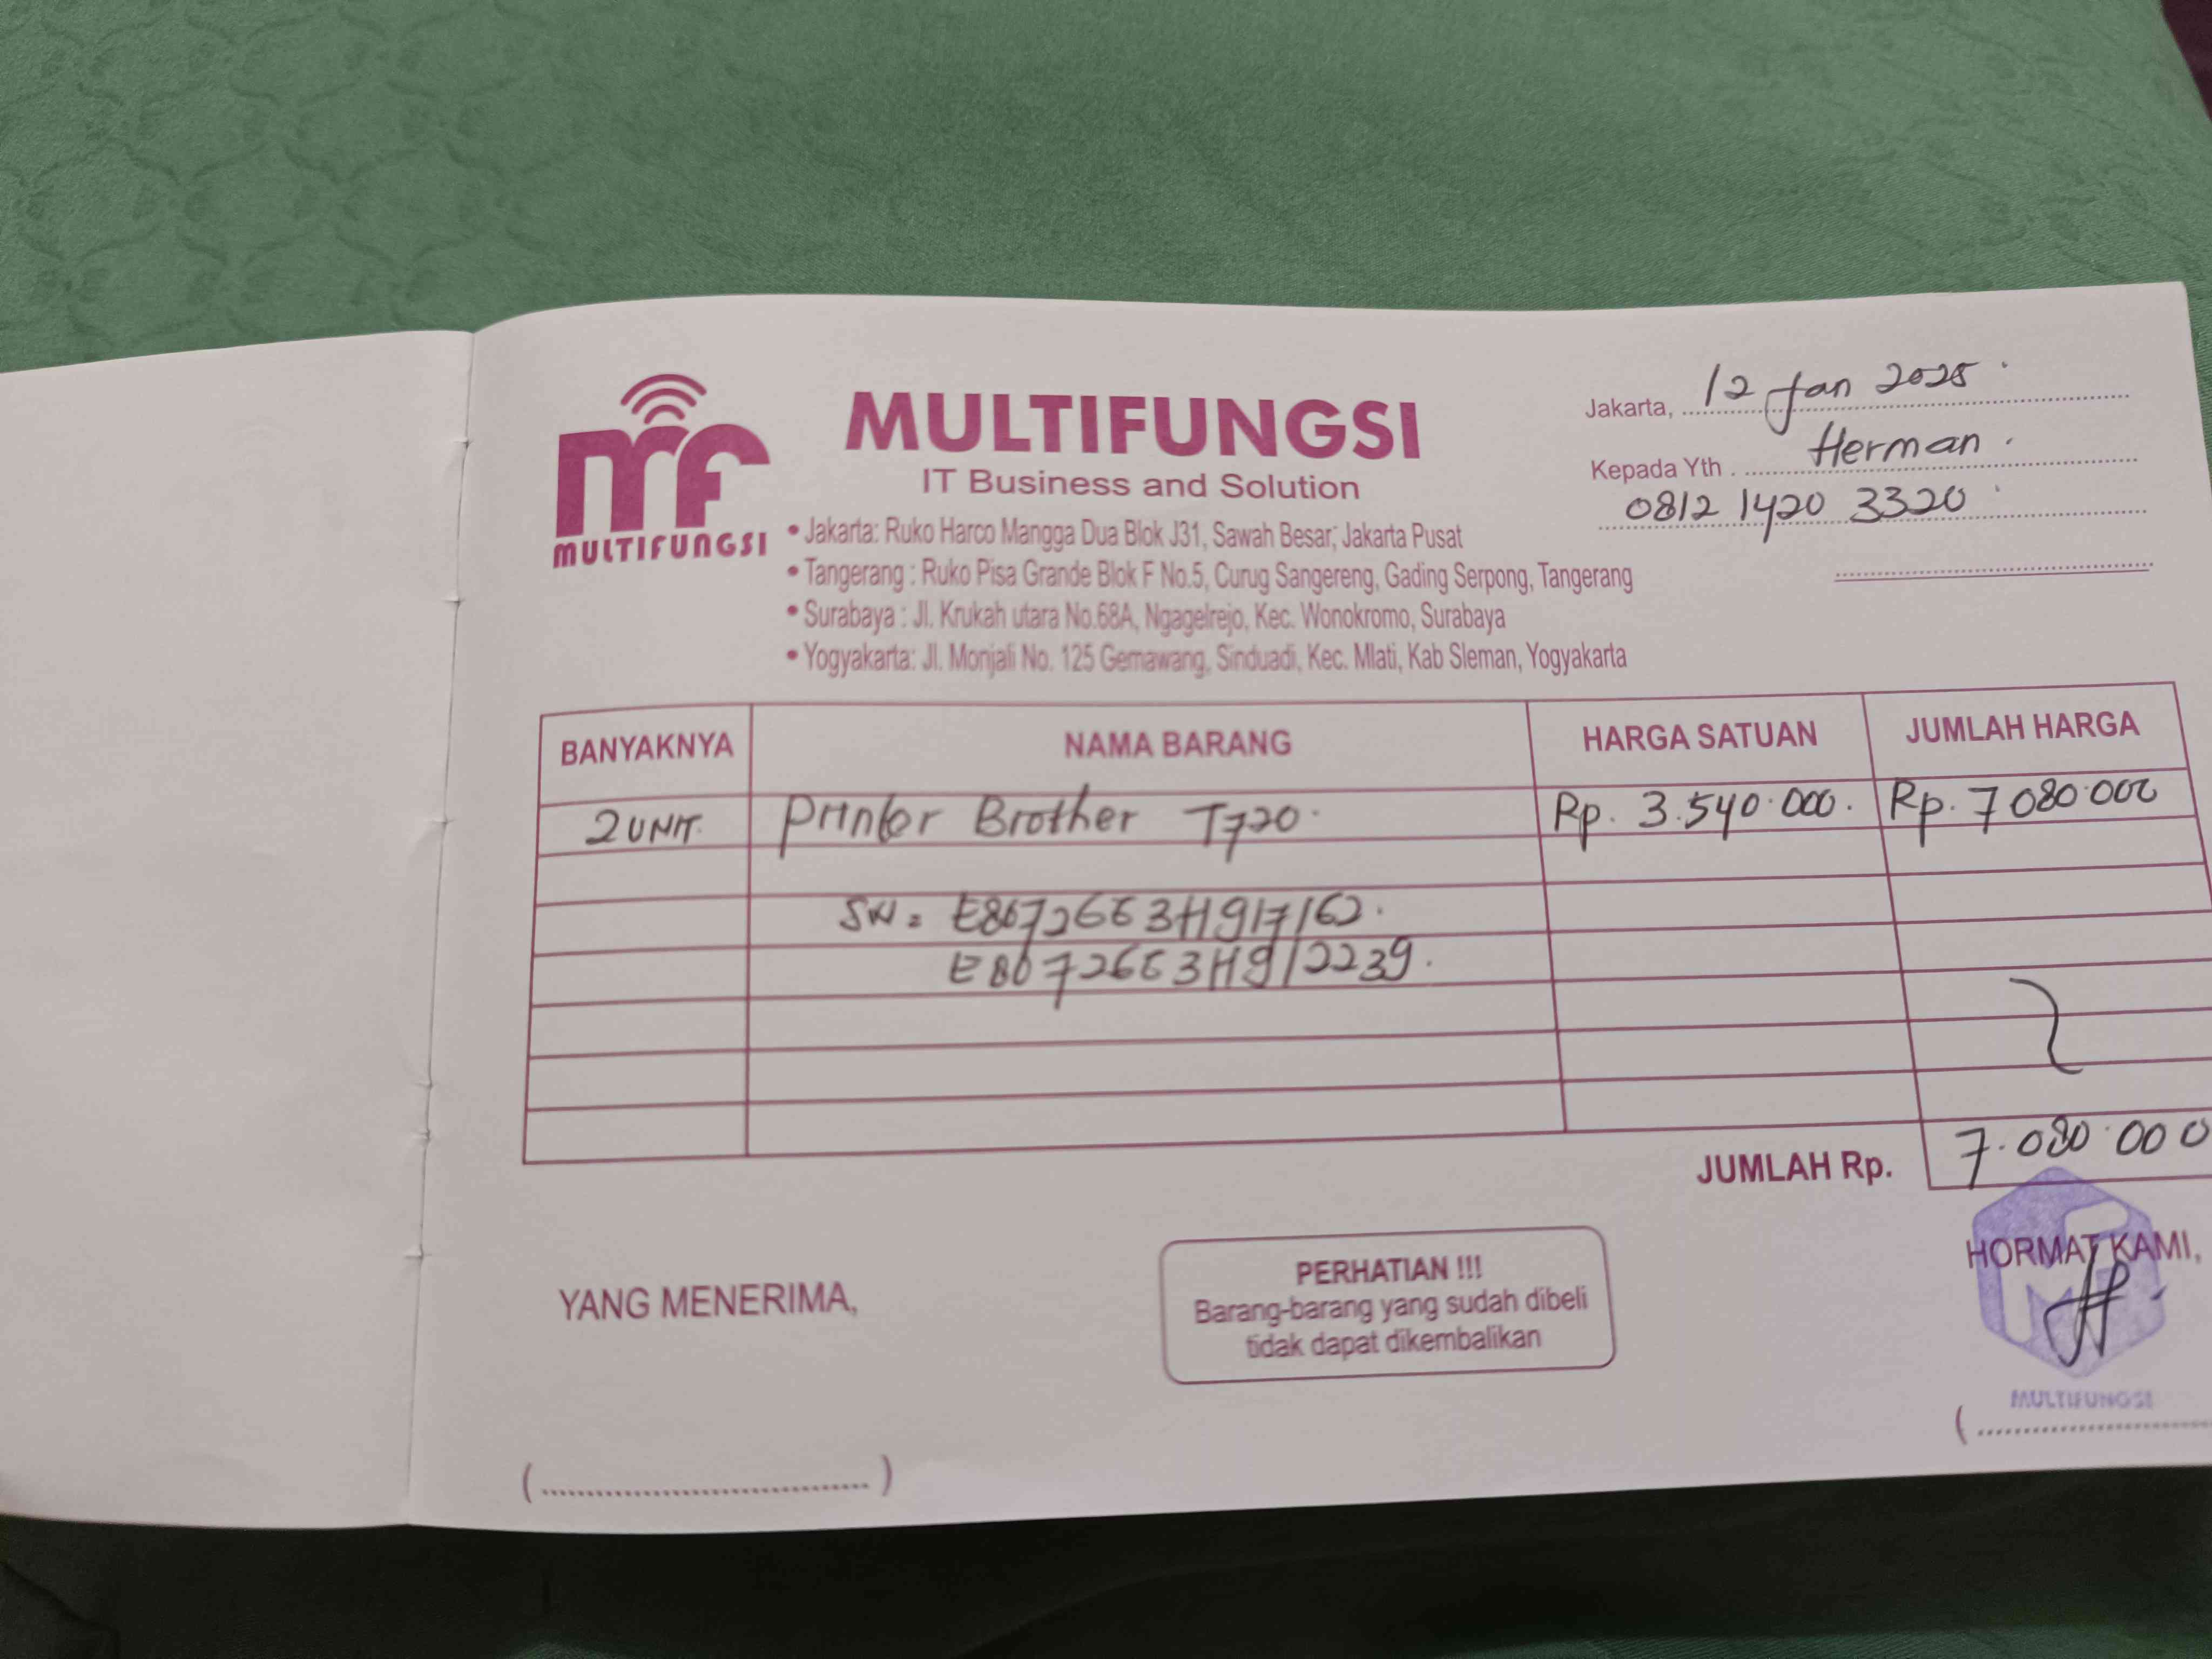 MULTIFUNGSI
MULTIFUNGSI
IT Business and Solution
• Jakarta: Ruko Harco Mangga Dua Blok J31, Sawah Besar, Jakarta Pusat
• Tangerang : Ruko Pisa Grande Blok F No.5, Curug Sangereng, Gading Serpong, Tangerang
• Surabaya : Jl. Krukah utara No.68A, Ngagelrejo, Kec. Wonokromo, Surabaya
• Yogyakarta: Jl. Monjali No. 125 Gemawang, Sinduadi, Kec. Mlati, Kab Sleman, Yogyakarta
Jakarta, 12 Jan 2025
Kepada Yth . Herman
0812 1420 3320
BANYAKNYA NAMA BARANG HARGA SATUAN JUMLAH HARGA
2 UNIT Printer Brother T720 Rp. 3.540.000. Rp. 7 080.000
SN = E80726663H917162
E80726663H912239
JUMLAH Rp. 7.080.000
YANG MENERIMA,
PERHATIAN !!!
Barang-barang yang sudah dibeli
tidak dapat dikembalikan
HORMAT KAMI,
MULTIFUNGSI